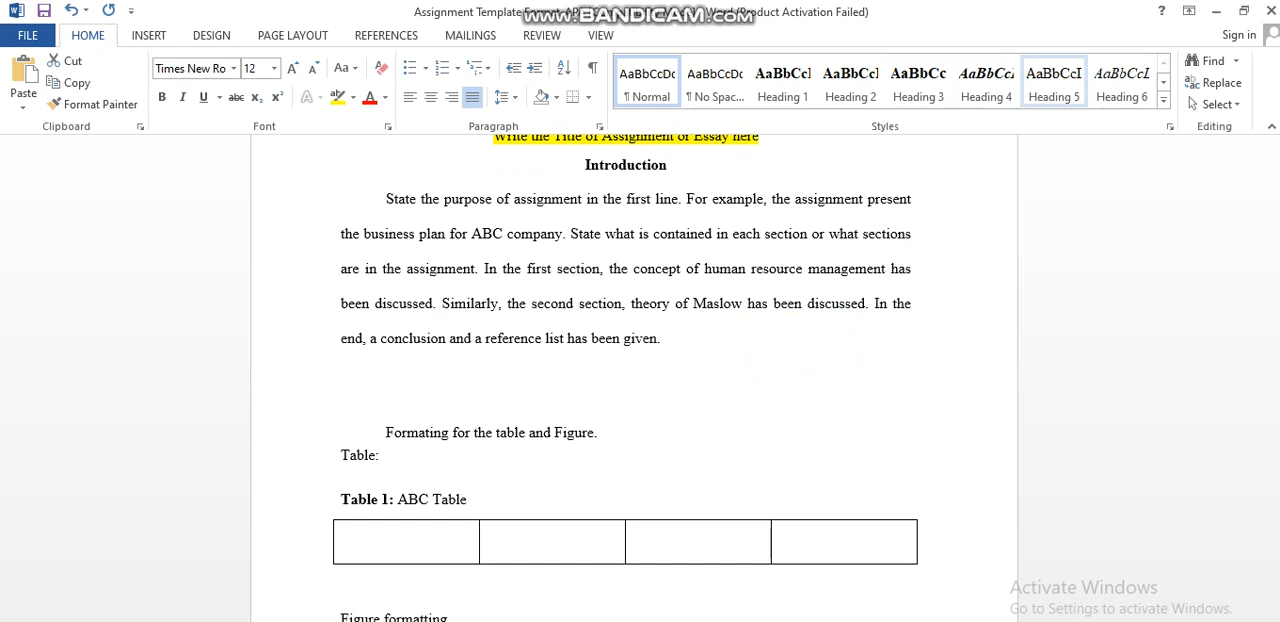 Assignment Template Format
Word (Product Activation Failed)
www.BANDICAM.com
Sign in
FILE HOME INSERT DESIGN PAGE LAYOUT REFERENCES MAILINGS REVIEW VIEW
Paste
Cut
Copy
Format Painter
Clipboard
Times New Ro 12
Font
Paragraph
AaBbCcDc AaBbCcDc AaBbCcl AaBbCcl AaBbCc AaBbCcl AaBbCcI AaBbCcL
¶ Normal ¶ No Spac... Heading 1 Heading 2 Heading 3 Heading 4 Heading 5 Heading 6
Styles
Find
Replace
Select
Editing
Write the Title of Assignment or Essay here
Introduction
State the purpose of assignment in the first line. For example, the assignment present
the business plan for ABC company. State what is contained in each section or what sections
are in the assignment. In the first section, the concept of human resource management has
been discussed. Similarly, the second section, theory of Maslow has been discussed. In the
end, a conclusion and a reference list has been given.
Formating for the table and Figure.
Table:
Table 1: ABC Table
Figure formatting
Activate Windows
Go to Settings to activate Windows.